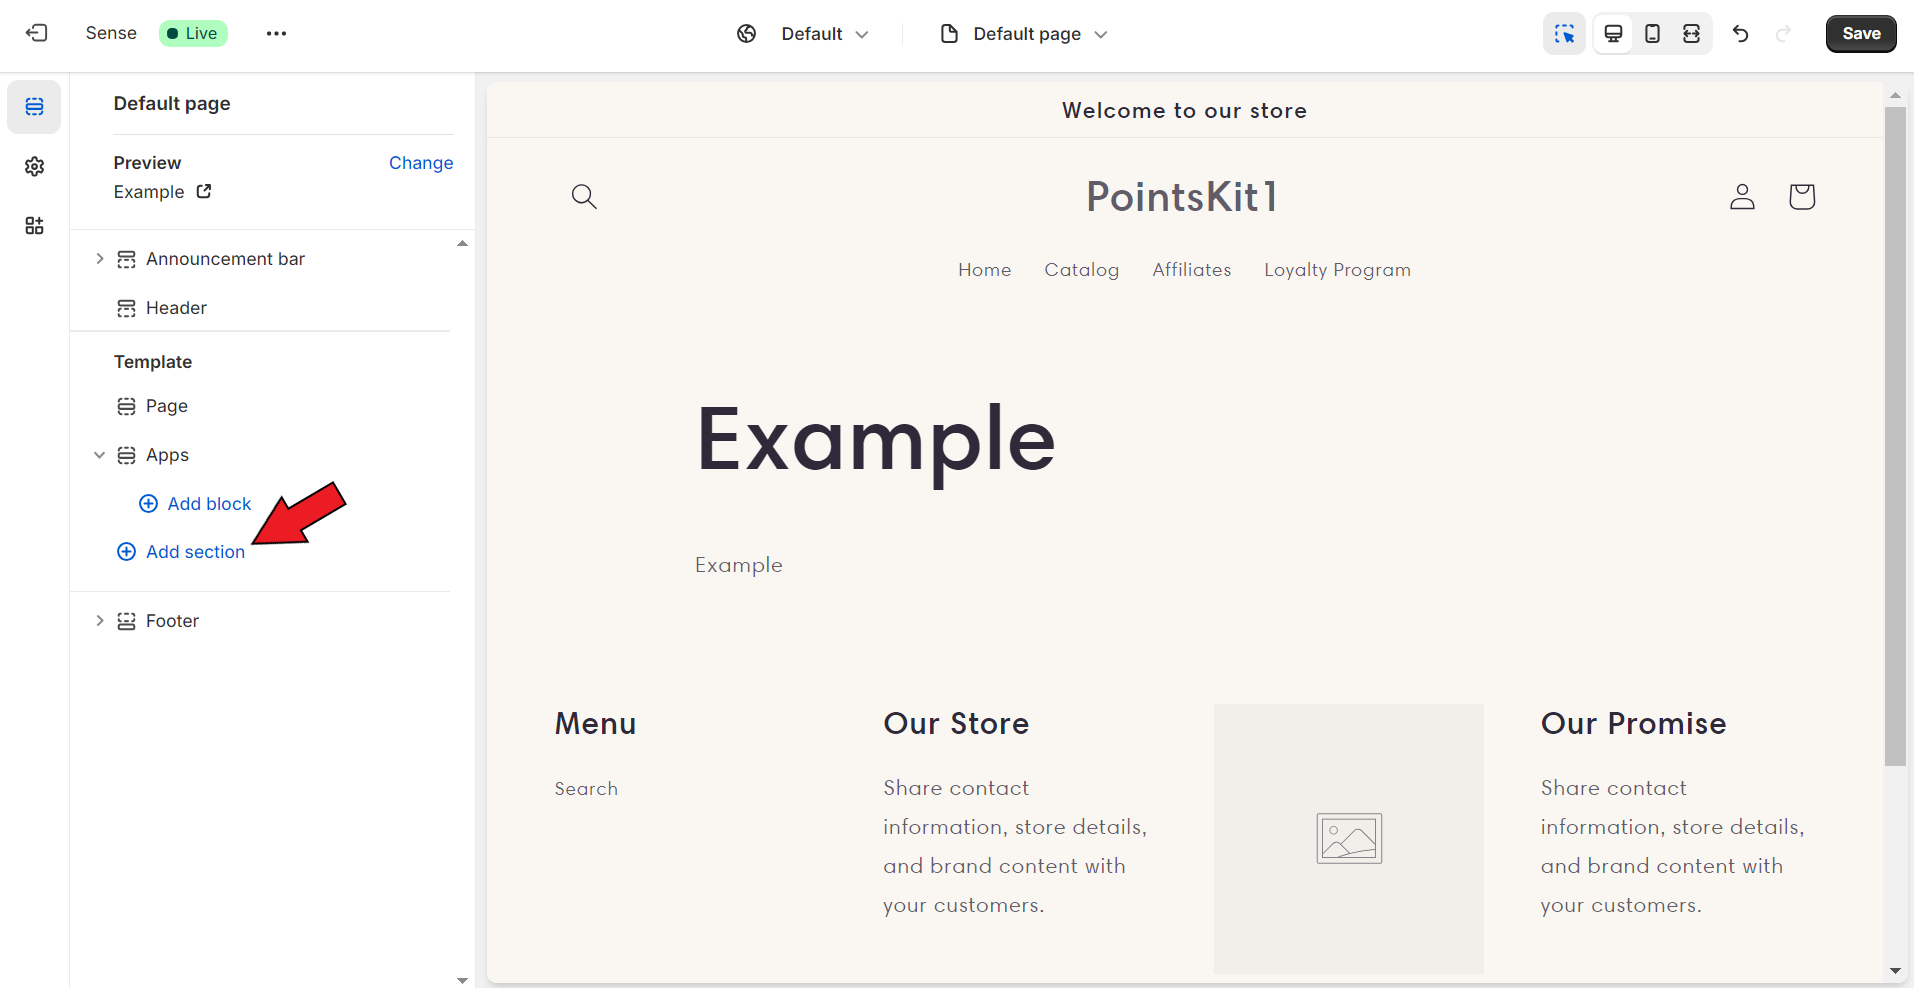 Sense
Live
Default
Default page
Save
Default page
Preview
Change
Example
Announcement bar
Header
Template
Page
Apps
Add block
Add section
Footer
Welcome to our store
PointsKit1
Home Catalog Affiliates Loyalty Program
Example
Example
Menu
Search
Our Store
Share contact
information, store details,
and brand content with
your customers.
Our Promise
Share contact
information, store details,
and brand content with
your customers.